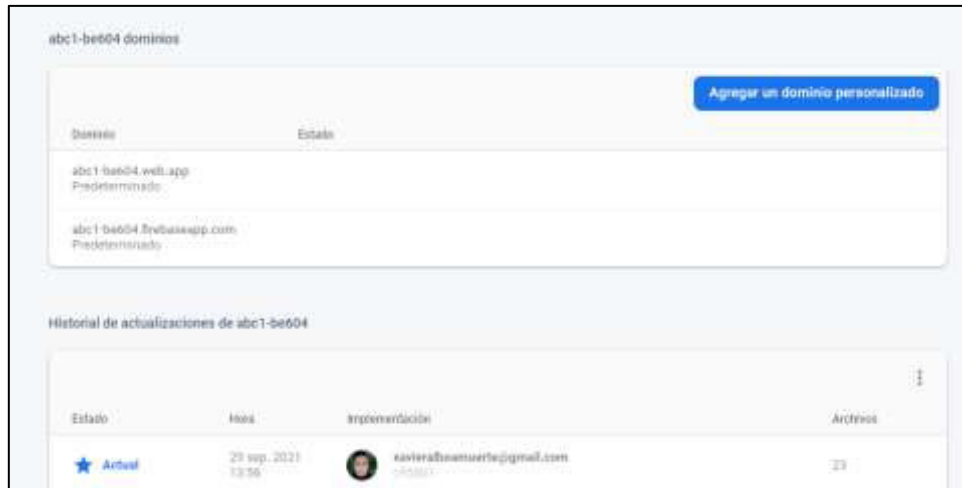 abc1-be604 dominios
Agregar un dominio personalizado
Dominio Estado
abc1-be604.web.app
Predeterminado
abc1-be604.firebaseapp.com
Predeterminado
Historial de actualizaciones de abc1-be604
Estado Hora Implementación Archivos
Actual 29 sep. 2021
13:56
23